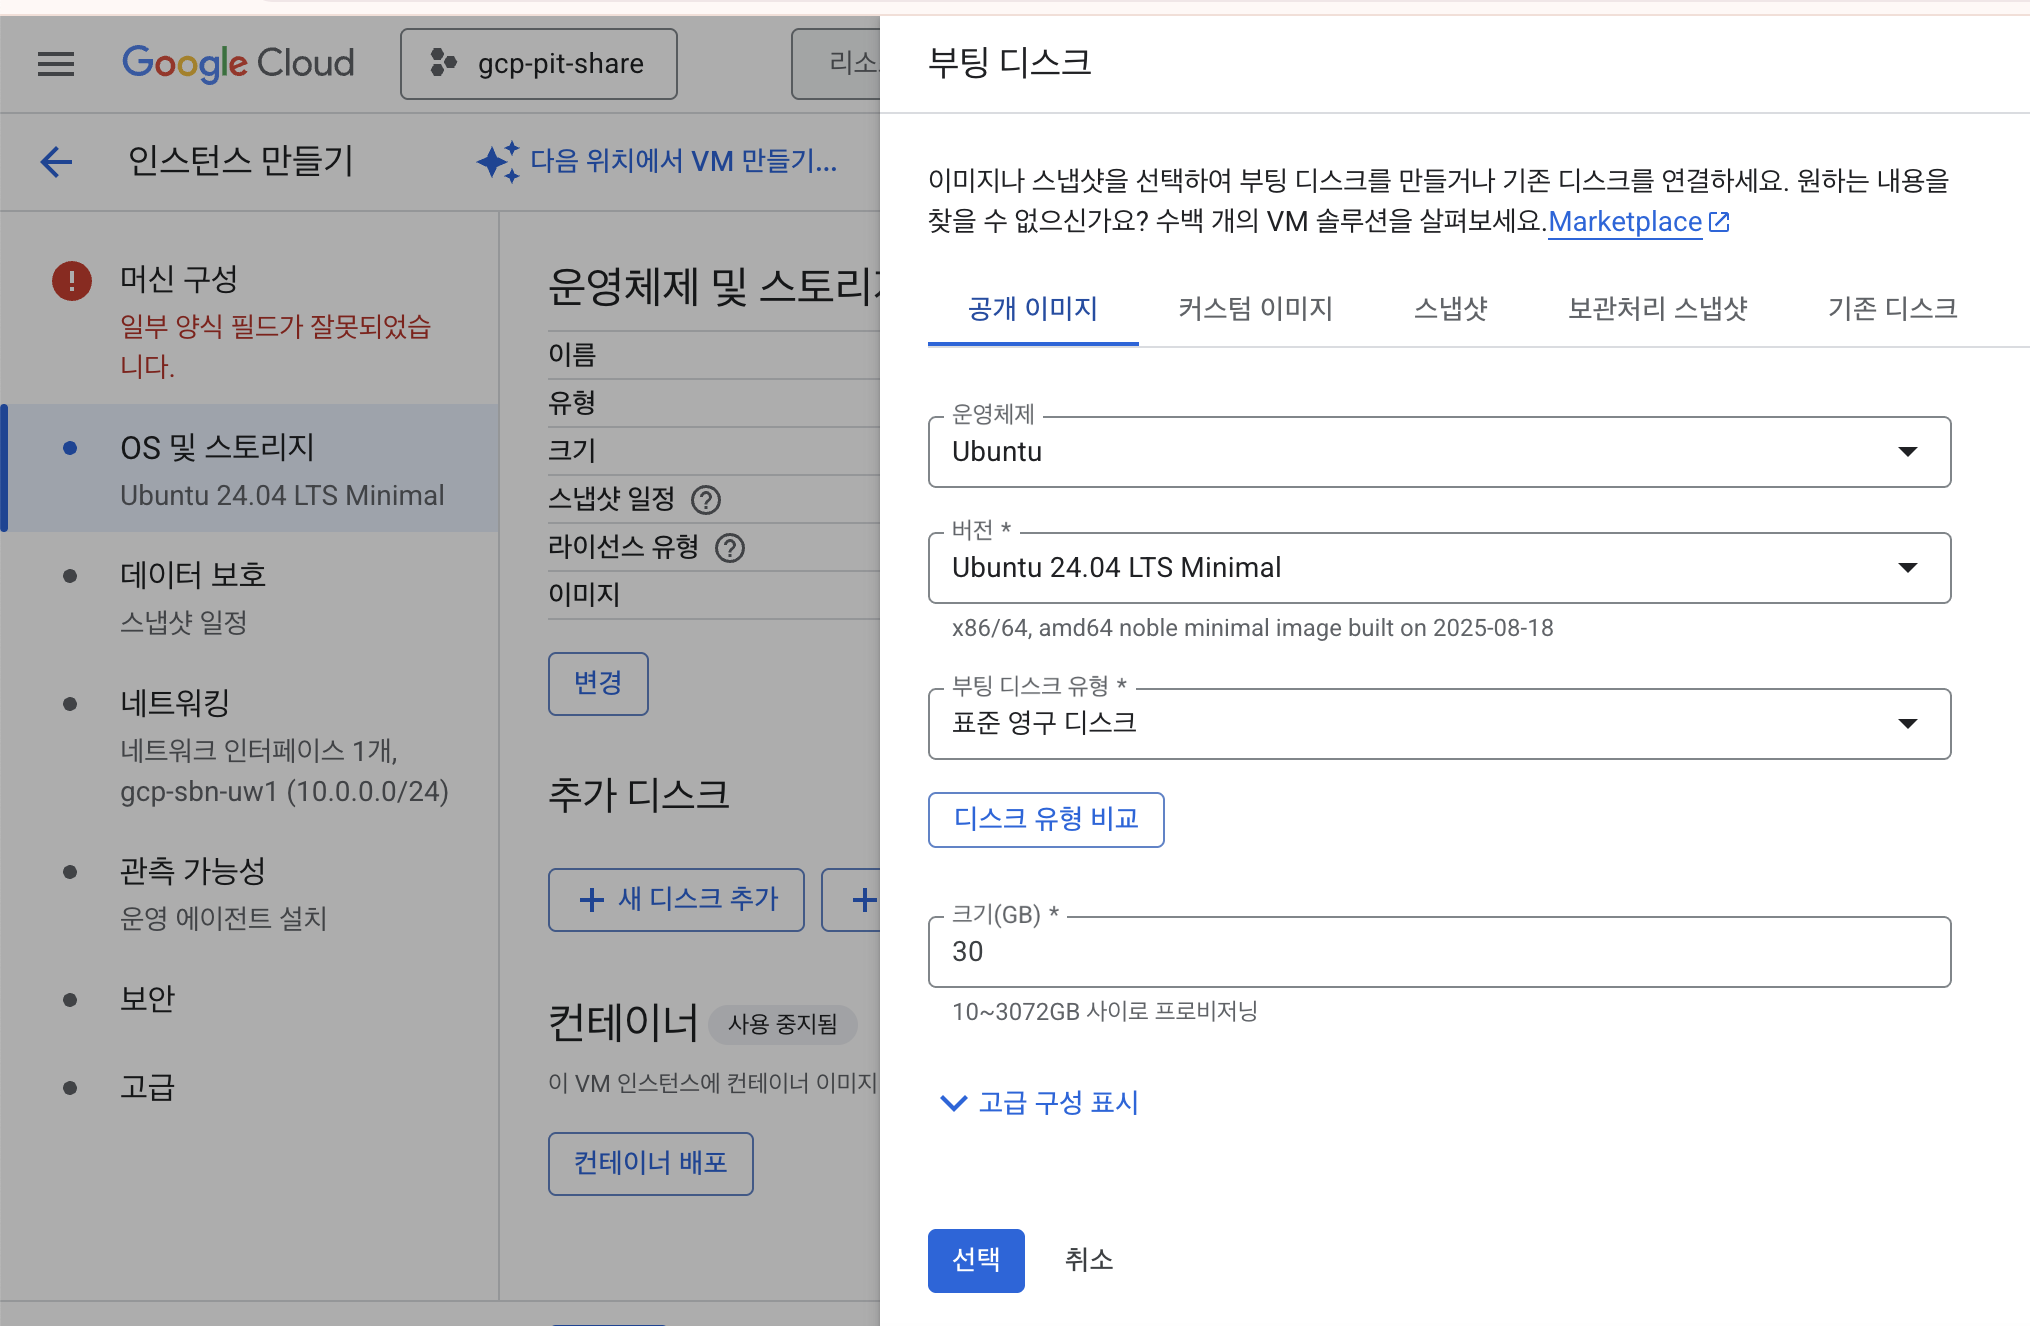 Google Cloud
gcp-pit-share
리소
인스턴스 만들기
다음 위치에서 VM 만들기...
머신 구성
일부 양식 필드가 잘못되었습
니다.
OS 및 스토리지
Ubuntu 24.04 LTS Minimal
데이터 보호
스냅샷 일정
네트워킹
네트워크 인터페이스 1개,
gcp-sbn-uw1 (10.0.0.0/24)
관측 가능성
운영 에이전트 설치
보안
고급
운영체제 및 스토리지
이름
유형
크기
스냅샷 일정
라이선스 유형
이미지
변경
추가 디스크
새 디스크 추가
컨테이너
사용 중지됨
이 VM 인스턴스에 컨테이너 이미지
컨테이너 배포
부팅 디스크
이미지나 스냅샷을 선택하여 부팅 디스크를 만들거나 기존 디스크를 연결하세요. 원하는 내용을
찾을 수 없으신가요? 수백 개의 VM 솔루션을 살펴보세요.Marketplace
공개 이미지
커스텀 이미지
스냅샷
보관처리 스냅샷
기존 디스크
운영체제
Ubuntu
버전 *
Ubuntu 24.04 LTS Minimal
x86/64, amd64 noble minimal image built on 2025-08-18
부팅 디스크 유형 *
표준 영구 디스크
디스크 유형 비교
크기(GB) *
30
10~3072GB 사이로 프로비저닝
고급 구성 표시
선택
취소